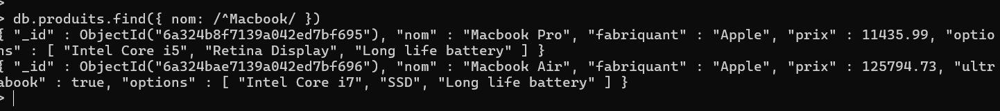 >
> db.produits.find({ nom: /^Macbook/ })
{ "_id" : ObjectId("6a324b8f7139a042ed7bf695"), "nom" : "Macbook Pro", "fabriquant" : "Apple", "prix" : 11435.99, "optio
ns" : [ "Intel Core i5", "Retina Display", "Long life battery" ] }
{ "_id" : ObjectId("6a324bae7139a042ed7bf696"), "nom" : "Macbook Air", "fabriquant" : "Apple", "prix" : 125794.73, "ultr
abook" : true, "options" : [ "Intel Core i7", "SSD", "Long life battery" ] }
>